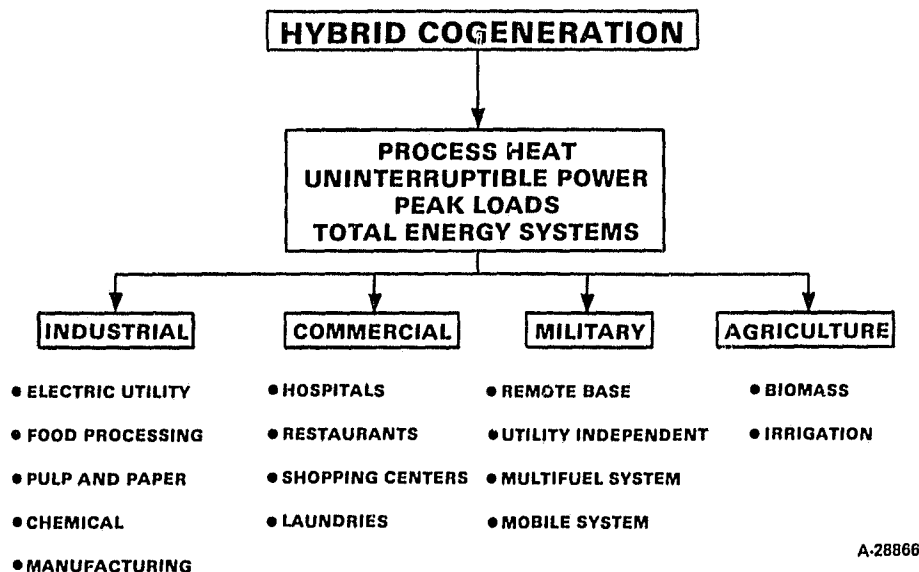 HYBRID COGENERATION
PROCESS HEAT
UNINTERRUPTIBLE POWER
PEAK LOADS
TOTAL ENERGY SYSTEMS
INDUSTRIAL
● ELECTRIC UTILITY
● FOOD PROCESSING
● PULP AND PAPER
● CHEMICAL
● MANUFACTURING
COMMERCIAL
● HOSPITALS
● RESTAURANTS
● SHOPPING CENTERS
● LAUNDRIES
MILITARY
● REMOTE BASE
● UTILITY INDEPENDENT
● MULTIFUEL SYSTEM
● MOBILE SYSTEM
AGRICULTURE
● BIOMASS
● IRRIGATION
A-28866